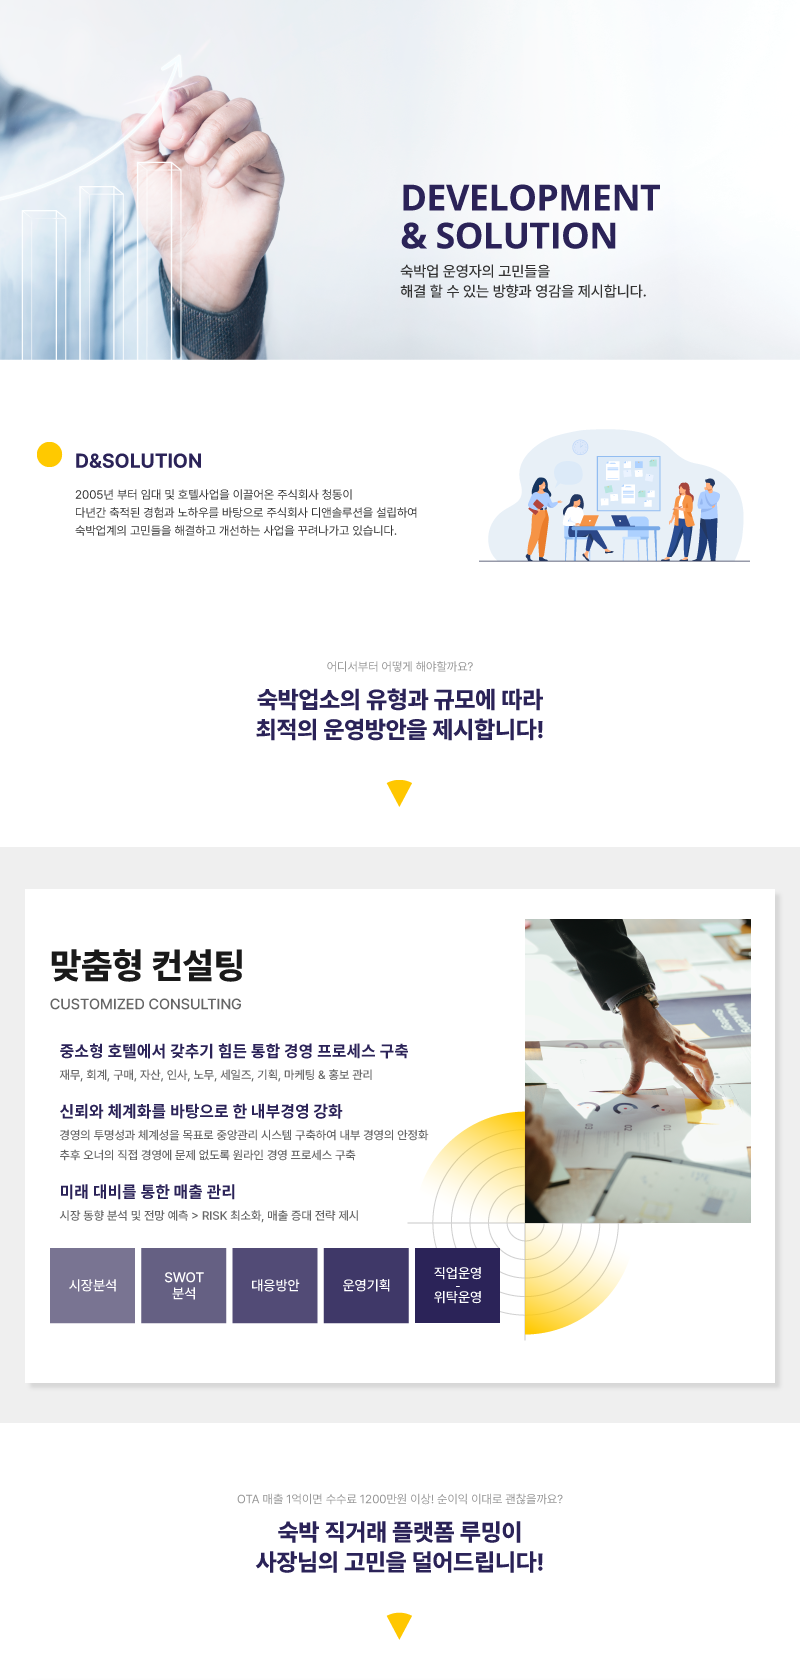 DEVELOPMENT
& SOLUTION
숙박업 운영자의 고민들을
해결 할 수 있는 방향과 영감을 제시합니다.
D&SOLUTION
2005년 부터 임대 및 호텔사업을 이끌어온 주식회사 청동이
다년간 축적된 경험과 노하우를 바탕으로 주식회사 디앤솔루션을 설립하여
숙박업계의 고민들을 해결하고 개선하는 사업을 꾸려나가고 있습니다.
어디서부터 어떻게 해야할까요?
숙박업소의 유형과 규모에 따라
최적의 운영방안을 제시합니다!
맞춤형 컨설팅
CUSTOMIZED CONSULTING
중소형 호텔에서 갖추기 힘든 통합 경영 프로세스 구축
재무, 회계, 구매, 자산, 인사, 노무, 세일즈, 기획, 마케팅 & 홍보 관리
신뢰와 체계화를 바탕으로 한 내부경영 강화
경영의 투명성과 체계성을 목표로 중앙관리 시스템 구축하여 내부 경영의 안정화
추후 오너의 직접 경영에 문제 없도록 원라인 경영 프로세스 구축
미래 대비를 통한 매출 관리
시장 동향 분석 및 전망 예측 > RISK 최소화, 매출 증대 전략 제시
시장분석
SWOT
분석
대응방안
운영기획
직업운영
-
위탁운영
Marketing
Strategy
OTA 매출 1억이면 수수료 1200만원 이상! 순이익 이대로 괜찮을까요?
숙박 직거래 플랫폼 루밍이
사장님의 고민을 덜어드립니다!